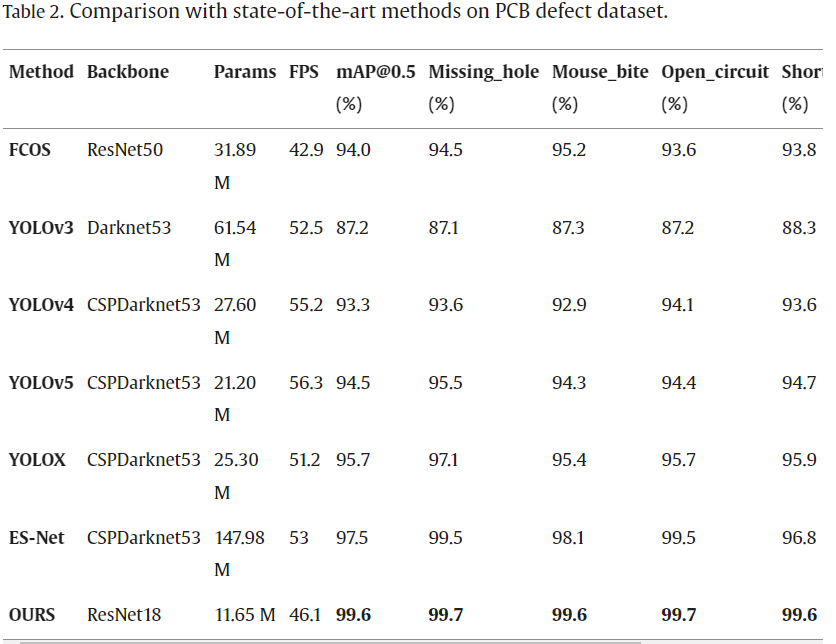 Table 2. Comparison with state-of-the-art methods on PCB defect dataset.
Method Backbone Params FPS mAP@0.5 Missing_hole Mouse_bite Open_circuit
(%) (%) (%) (%) (%)
FCOS ResNet50 31.89 42.9 94.0 94.5 95.2 93.6 93.8
M
YOLOv3 Darknet53 61.54 52.5 87.2 87.1 87.3 87.2 88.3
M
YOLOv4 CSPDarknet53 27.60 55.2 93.3 93.6 92.9 94.1 93.6
M
YOLOv5 CSPDarknet53 21.20 56.3 94.5 95.5 94.3 94.4 94.7
M
YOLOX CSPDarknet53 25.30 51.2 95.7 97.1 95.4 95.7 95.9
M
ES-Net CSPDarknet53 147.98 53 97.5 99.5 98.1 99.5 96.8
M
OURS ResNet18 11.65 M 46.1 99.6 99.7 99.6 99.7 99.6